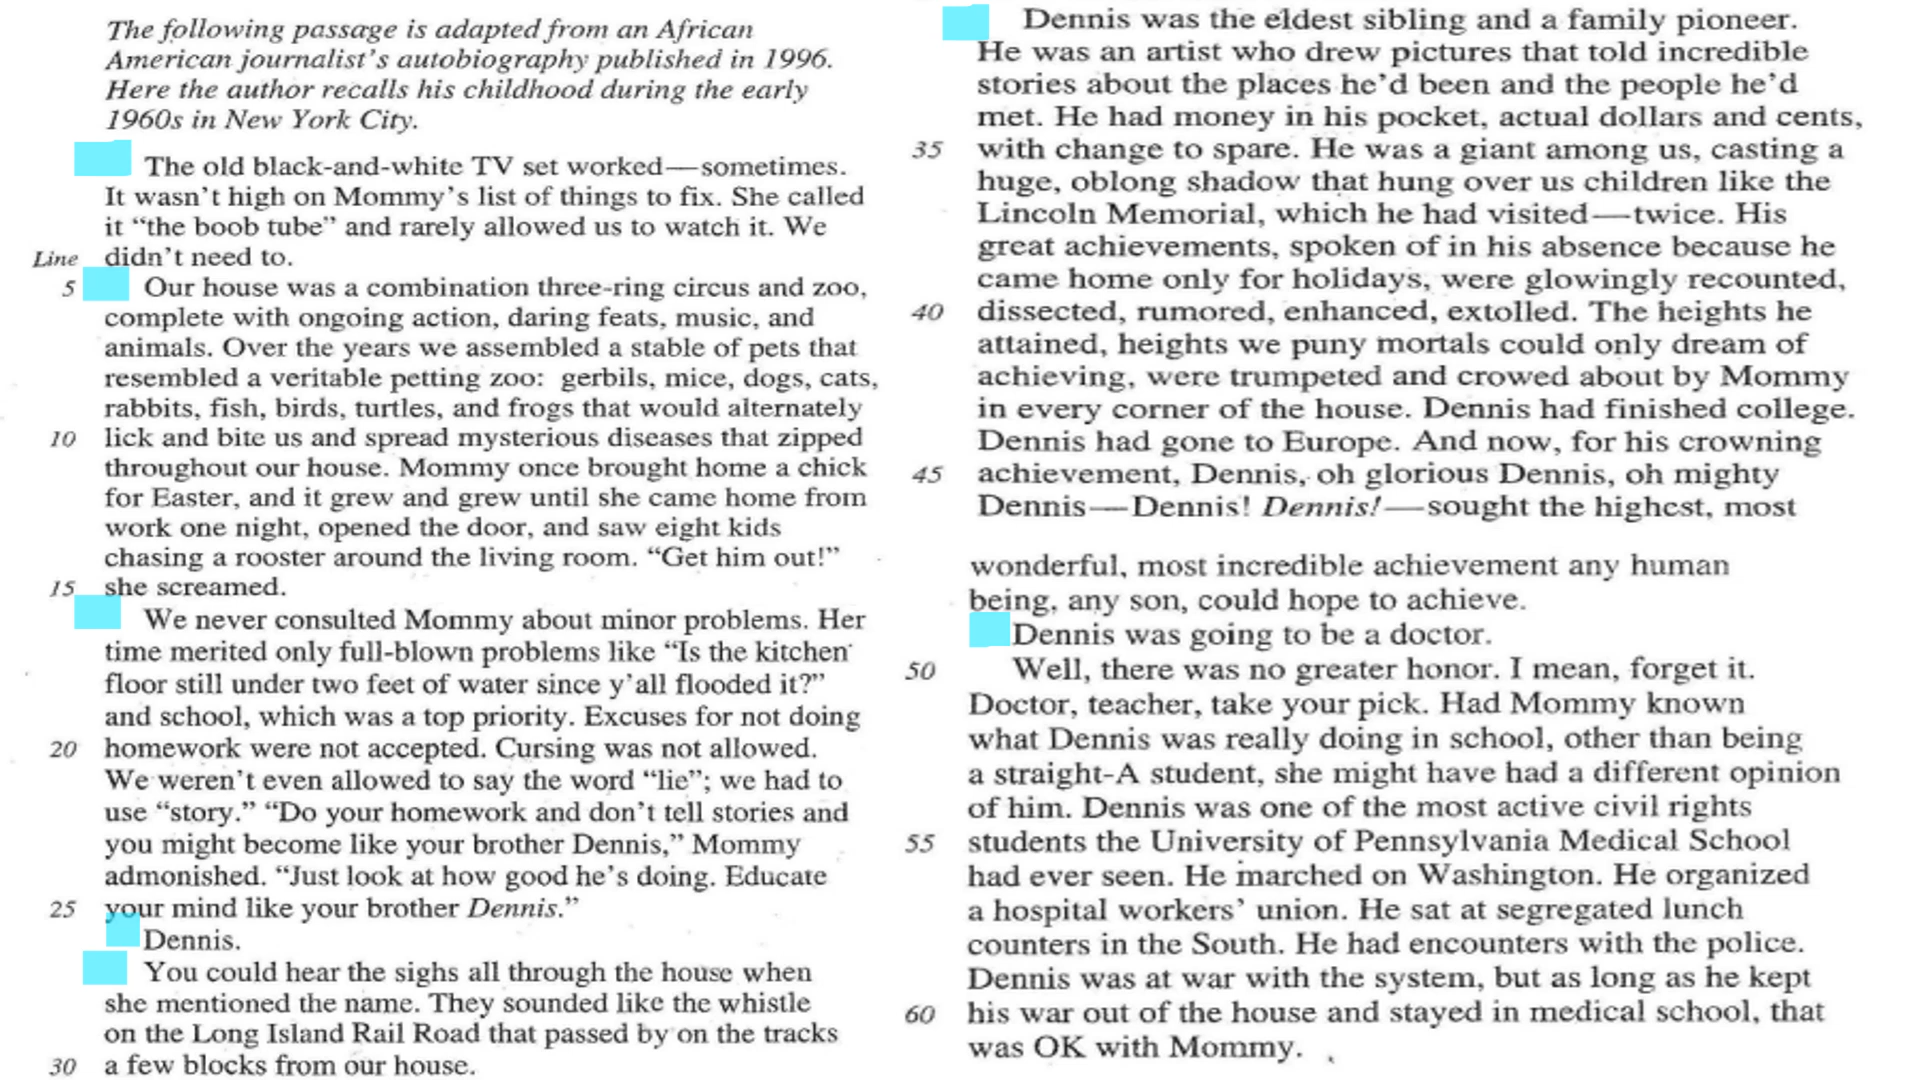 The following passage is adapted from an African
American journalist's autobiography published in 1996.
Here the author recalls his childhood during the early
1960s in New York City.
The old black-and-white TV set worked—sometimes.
It wasn't high on Mommy's list of things to fix. She called
it “the boob tube” and rarely allowed us to watch it. We
Line didn't need to.
5 Our house was a combination three-ring circus and zoo,
complete with ongoing action, daring feats, music, and
animals. Over the years we assembled a stable of pets that
resembled a veritable petting zoo: gerbils, mice, dogs, cats,
rabbits, fish, birds, turtles, and frogs that would alternately
10 lick and bite us and spread mysterious diseases that zipped
throughout our house. Mommy once brought home a chick
for Easter, and it grew and grew until she came home from
work one night, opened the door, and saw eight kids
chasing a rooster around the living room. “Get him out!”
15 she screamed.
We never consulted Mommy about minor problems. Her
time merited only full-blown problems like “Is the kitchen
floor still under two feet of water since y'all flooded it?”
and school, which was a top priority. Excuses for not doing
20 homework were not accepted. Cursing was not allowed.
We weren't even allowed to say the word “lie”; we had to
use “story.” “Do your homework and don't tell stories and
you might become like your brother Dennis,” Mommy
admonished. “Just look at how good he's doing. Educate
25 your mind like your brother Dennis.”
Dennis.
You could hear the sighs all through the house when
she mentioned the name. They sounded like the whistle
on the Long Island Rail Road that passed by on the tracks
30 a few blocks from our house.
Dennis was the eldest sibling and a family pioneer.
He was an artist who drew pictures that told incredible
stories about the places he'd been and the people he'd
met. He had money in his pocket, actual dollars and cents,
35 with change to spare. He was a giant among us, casting a
huge, oblong shadow that hung over us children like the
Lincoln Memorial, which he had visited—twice. His
great achievements, spoken of in his absence because he
came home only for holidays, were glowingly recounted,
40 dissected, rumored, enhanced, extolled. The heights he
attained, heights we puny mortals could only dream of
achieving, were trumpeted and crowed about by Mommy
in every corner of the house. Dennis had finished college.
Dennis had gone to Europe. And now, for his crowning
45 achievement, Dennis, oh glorious Dennis, oh mighty
Dennis—Dennis! Dennis!—sought the highest, most
wonderful, most incredible achievement any human
being, any son, could hope to achieve.
Dennis was going to be a doctor.
50 Well, there was no greater honor. I mean, forget it.
Doctor, teacher, take your pick. Had Mommy known
what Dennis was really doing in school, other than being
a straight-A student, she might have had a different opinion
of him. Dennis was one of the most active civil rights
55 students the University of Pennsylvania Medical School
had ever seen. He marched on Washington. He organized
a hospital workers' union. He sat at segregated lunch
counters in the South. He had encounters with the police.
Dennis was at war with the system, but as long as he kept
60 his war out of the house and stayed in medical school, that
was OK with Mommy.